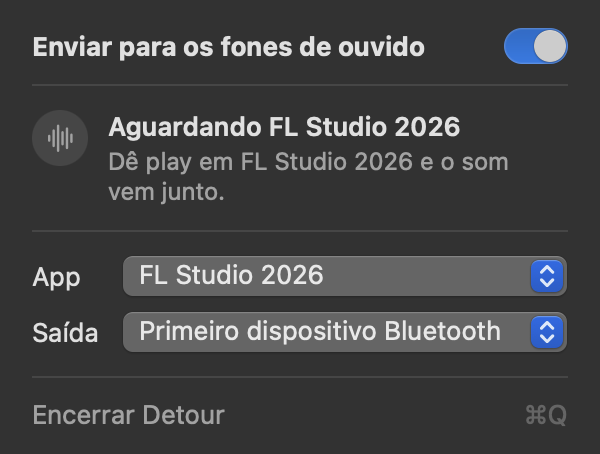 Enviar para os fones de ouvido
Aguardando FL Studio 2026
Dê play em FL Studio 2026 e o som
vem junto.
App FL Studio 2026
Saída Primeiro dispositivo Bluetooth
Encerrar Detour ⌘Q